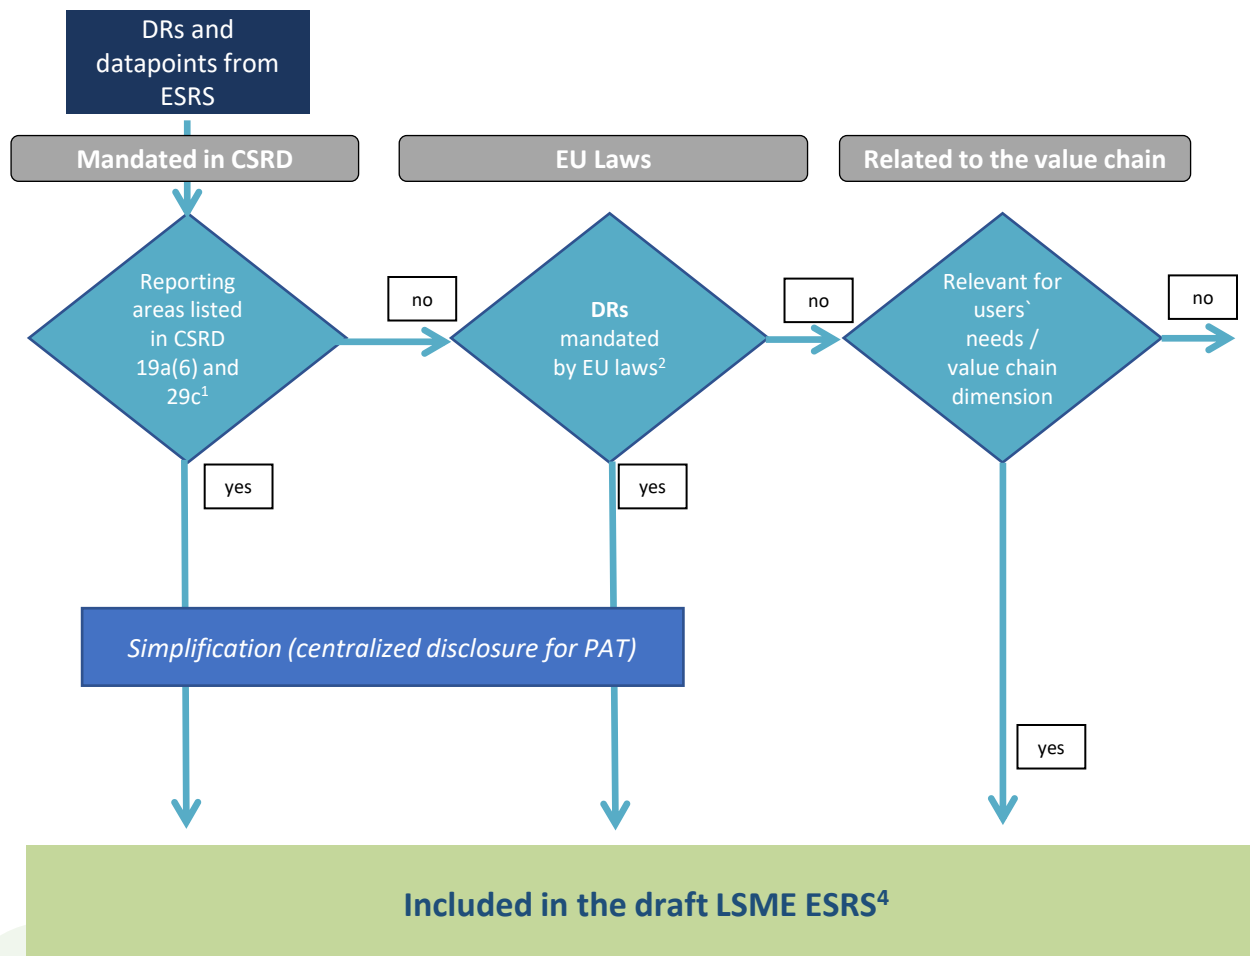 DRs and
datapoints from
ESRS
Mandated in CSRD
EU Laws
Related to the value chain
Reporting
areas listed
in CSRD
19a(6) and
29c¹
no
DRs
mandated
by EU laws²
no
Relevant for
users`
needs /
value chain
dimension
no
yes
yes
Simplification (centralized disclosure for PAT)
yes
Included in the draft LSME ESRS⁴